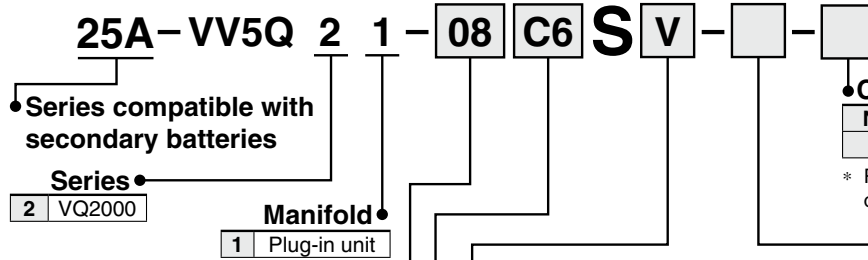 25A-VV5Q 2 1 - 08 C6 S V - -
Series compatible with
secondary batteries
Series
2 VQ2000
Manifold
1 Plug-in unit
*